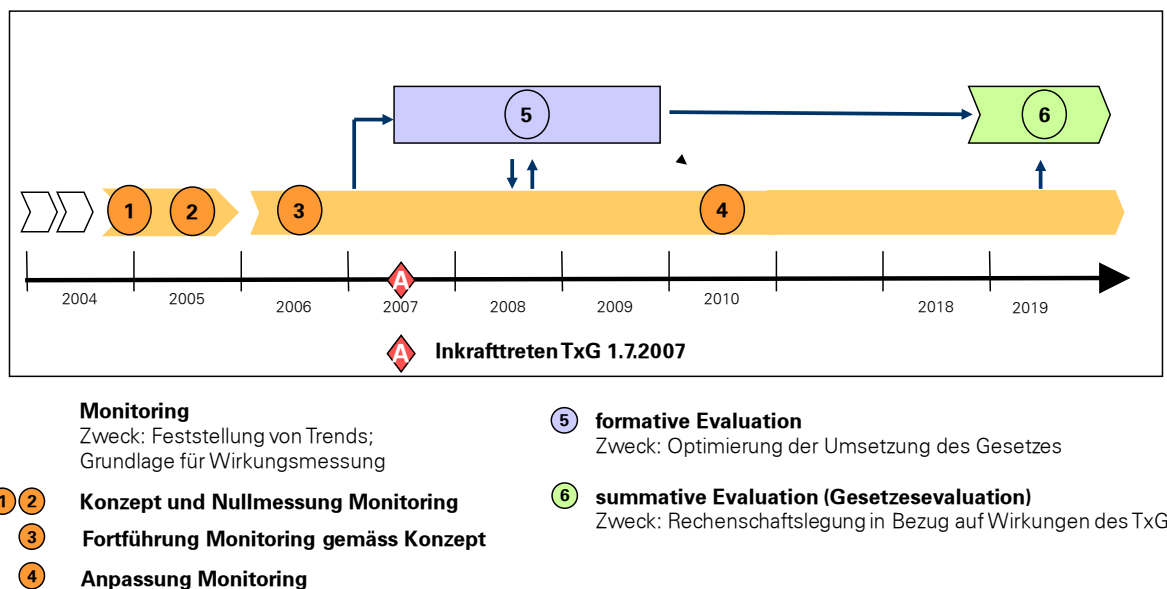 5
6
1
2
3
4
2004
2005
2006
2007
2008
2009
2010
2018
2019
A
A
Inkrafttreten TxG 1.7.2007
Monitoring
Zweck: Feststellung von Trends;
Grundlage für Wirkungsmessung
1 2 Konzept und Nullmessung Monitoring
3 Fortführung Monitoring gemäss Konzept
4 Anpassung Monitoring
5 formative Evaluation
Zweck: Optimierung der Umsetzung des Gesetzes
6 summative Evaluation (Gesetzesevaluation)
Zweck: Rechenschaftslegung in Bezug auf Wirkungen des TxG